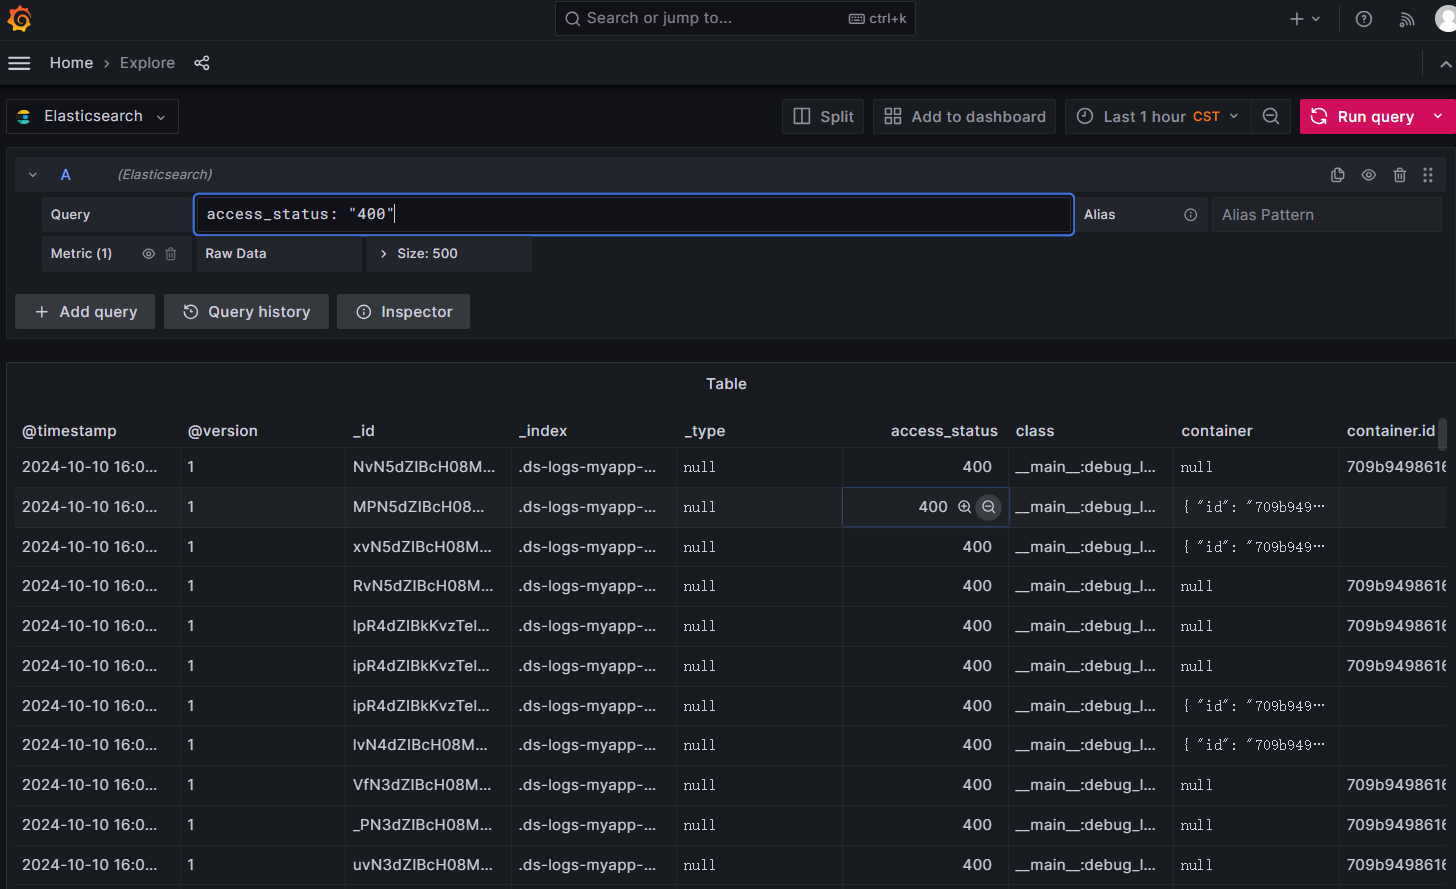 Search or jump to... ctrl+k
Home › Explore
Elasticsearch Split Add to dashboard Last 1 hour CST Run query
A (Elasticsearch)
Query access_status: "400" Alias Alias Pattern
Metric (1) Raw Data › Size: 500
+ Add query Query history Inspector
Table
@timestamp @version _id _index _type access_status class container container.id
2024-10-10 16:0... 1 NvN5dZIBcH08M... .ds-logs-myapp-... null 400 __main__:debug_l... null 709b9498616
2024-10-10 16:0... 1 MPN5dZIBcH08... .ds-logs-myapp-... null 400 __main__:debug_l... { "id": "709b949…
2024-10-10 16:0... 1 xvN5dZIBcH08M... .ds-logs-myapp-... null 400 __main__:debug_l... { "id": "709b949…
2024-10-10 16:0... 1 RvN5dZIBcH08M... .ds-logs-myapp-... null 400 __main__:debug_l... null 709b9498616
2024-10-10 16:0... 1 lpR4dZIBkKvzTel... .ds-logs-myapp-... null 400 __main__:debug_l... null 709b9498616
2024-10-10 16:0... 1 ipR4dZIBkKvzTel... .ds-logs-myapp-... null 400 __main__:debug_l... null 709b9498616
2024-10-10 16:0... 1 ipR4dZIBkKvzTel... .ds-logs-myapp-... null 400 __main__:debug_l... { "id": "709b949…
2024-10-10 16:0... 1 lvN4dZIBcH08M... .ds-logs-myapp-... null 400 __main__:debug_l... { "id": "709b949…
2024-10-10 16:0... 1 VfN3dZIBcH08M... .ds-logs-myapp-... null 400 __main__:debug_l... null 709b9498616
2024-10-10 16:0... 1 _PN3dZIBcH08M... .ds-logs-myapp-... null 400 __main__:debug_l... null 709b9498616
2024-10-10 16:0... 1 uvN3dZIBcH08M... .ds-logs-myapp-... null 400 __main__:debug_l... null 709b9498616